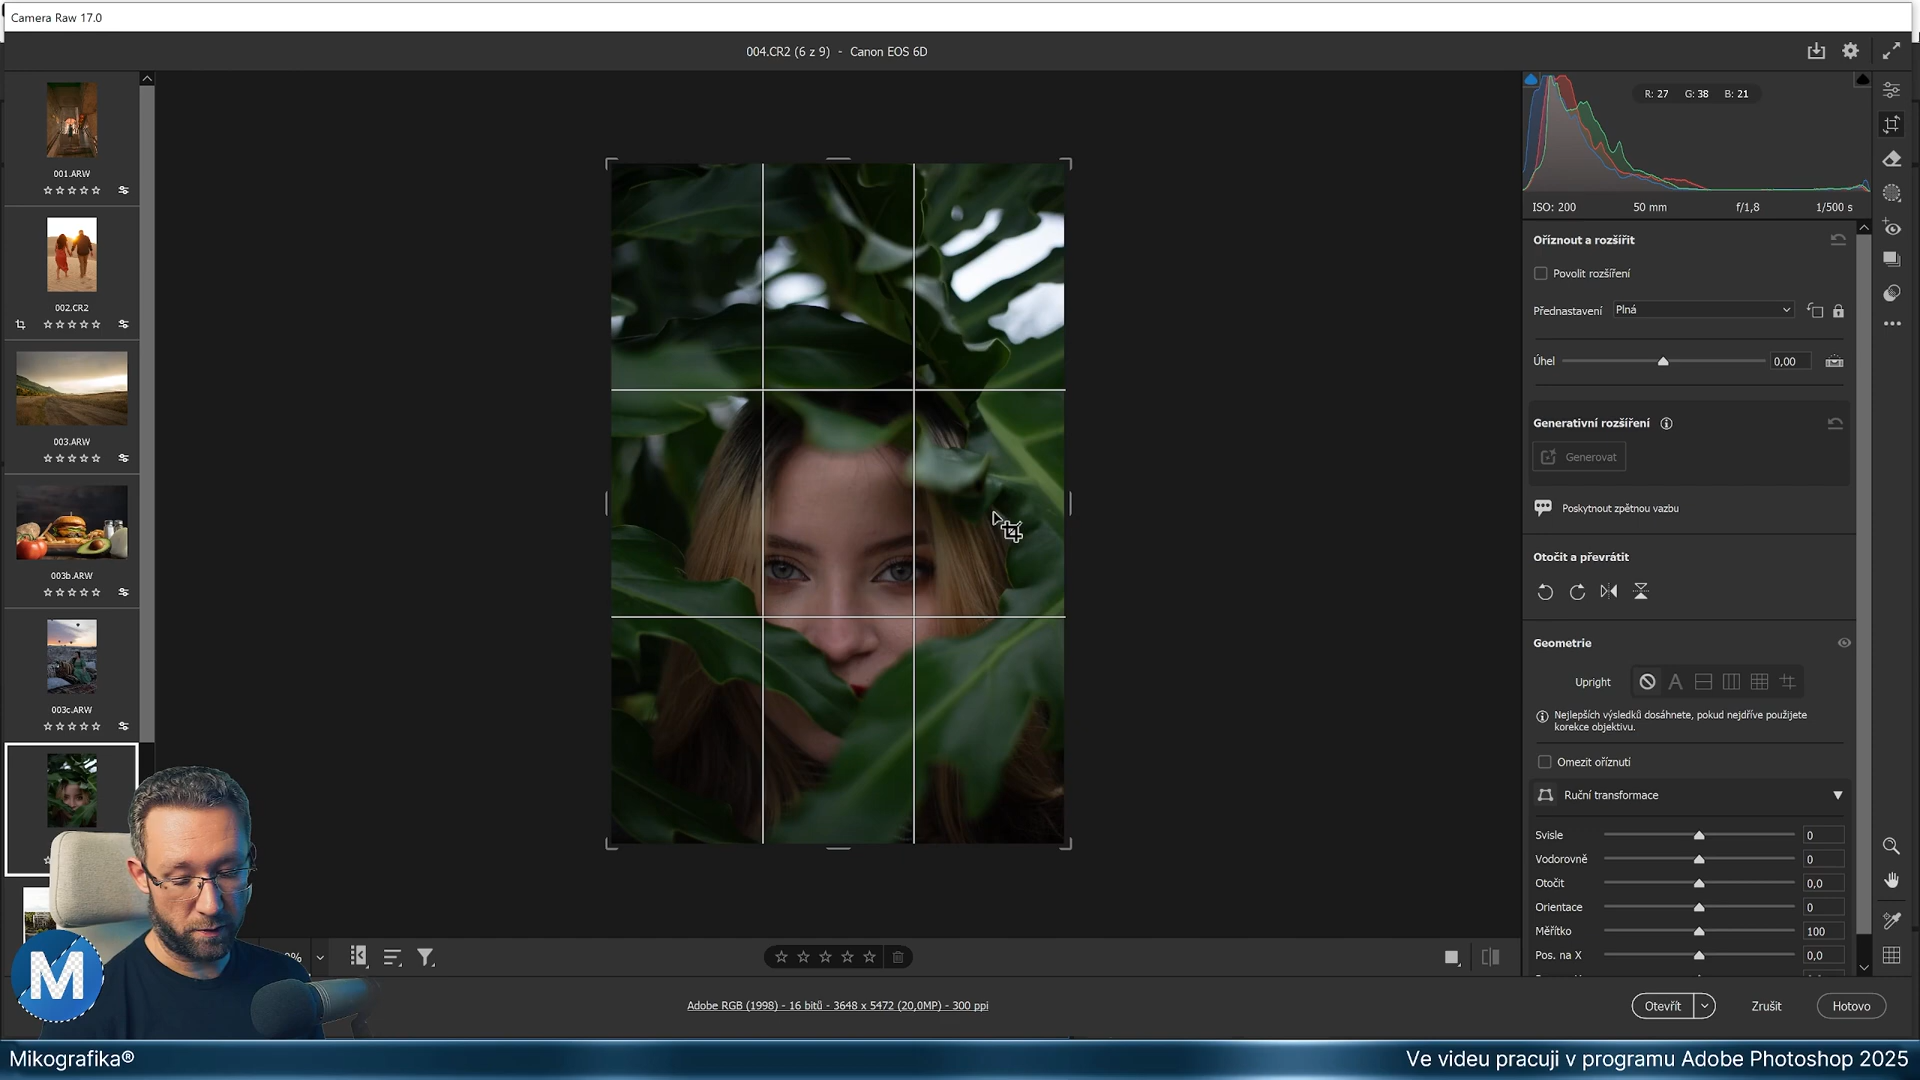 Camera Raw 17.0
004.CR2 (6 z 9) - Canon EOS 6D
001.ARW
002.CR2
003.ARW
003b.ARW
003c.ARW
R: 27 G: 38 B: 21
ISO: 200 50 mm f/1,8 1/500 s
Oříznout a rozšířit
Povolit rozšíření
Přednastavení Plná
Úhel 0,00
Generativní rozšíření
Generovat
Poskytnout zpětnou vazbu
Otočit a převrátit
Geometrie
Upright
Nejlepších výsledků dosáhnete, pokud nejdříve použijete
korekce objektivu.
Omezit oříznutí
Ruční transformace
Svisle 0
Vodorovně 0
Otočit 0,0
Orientace 0
Měřítko 100
Pos. na X 0,0
Adobe RGB (1998) - 16 bitů - 3648 x 5472 (20,0MP) - 300 ppi
Otevřít Zrušit Hotovo
M
Mikografika®
Ve videu pracuji v programu Adobe Photoshop 2025